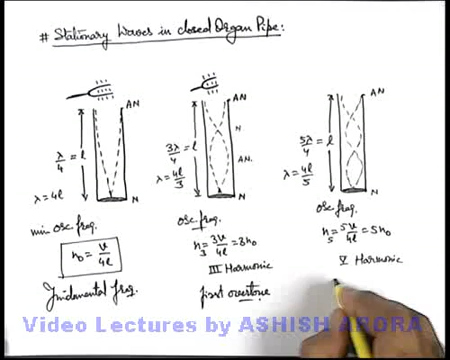 # Stationary Waves in closed Organ Pipe:
AN
λ/4 = l
λ = 4l
N
min osc. freq.
n₀ = v/4l
Fundamental freq.
AN
N
3λ/4 = l
AN.
λ = 4l/3
N
osc. freq.
n₃ = 3v/4l = 3n₀
III Harmonic
first overtone
AN
5λ/4 = l
λ = 4l/5
N
osc. freq.
n₅ = 5v/4l = 5n₀
V Harmonic
Video Lectures by ASHISH ARORA